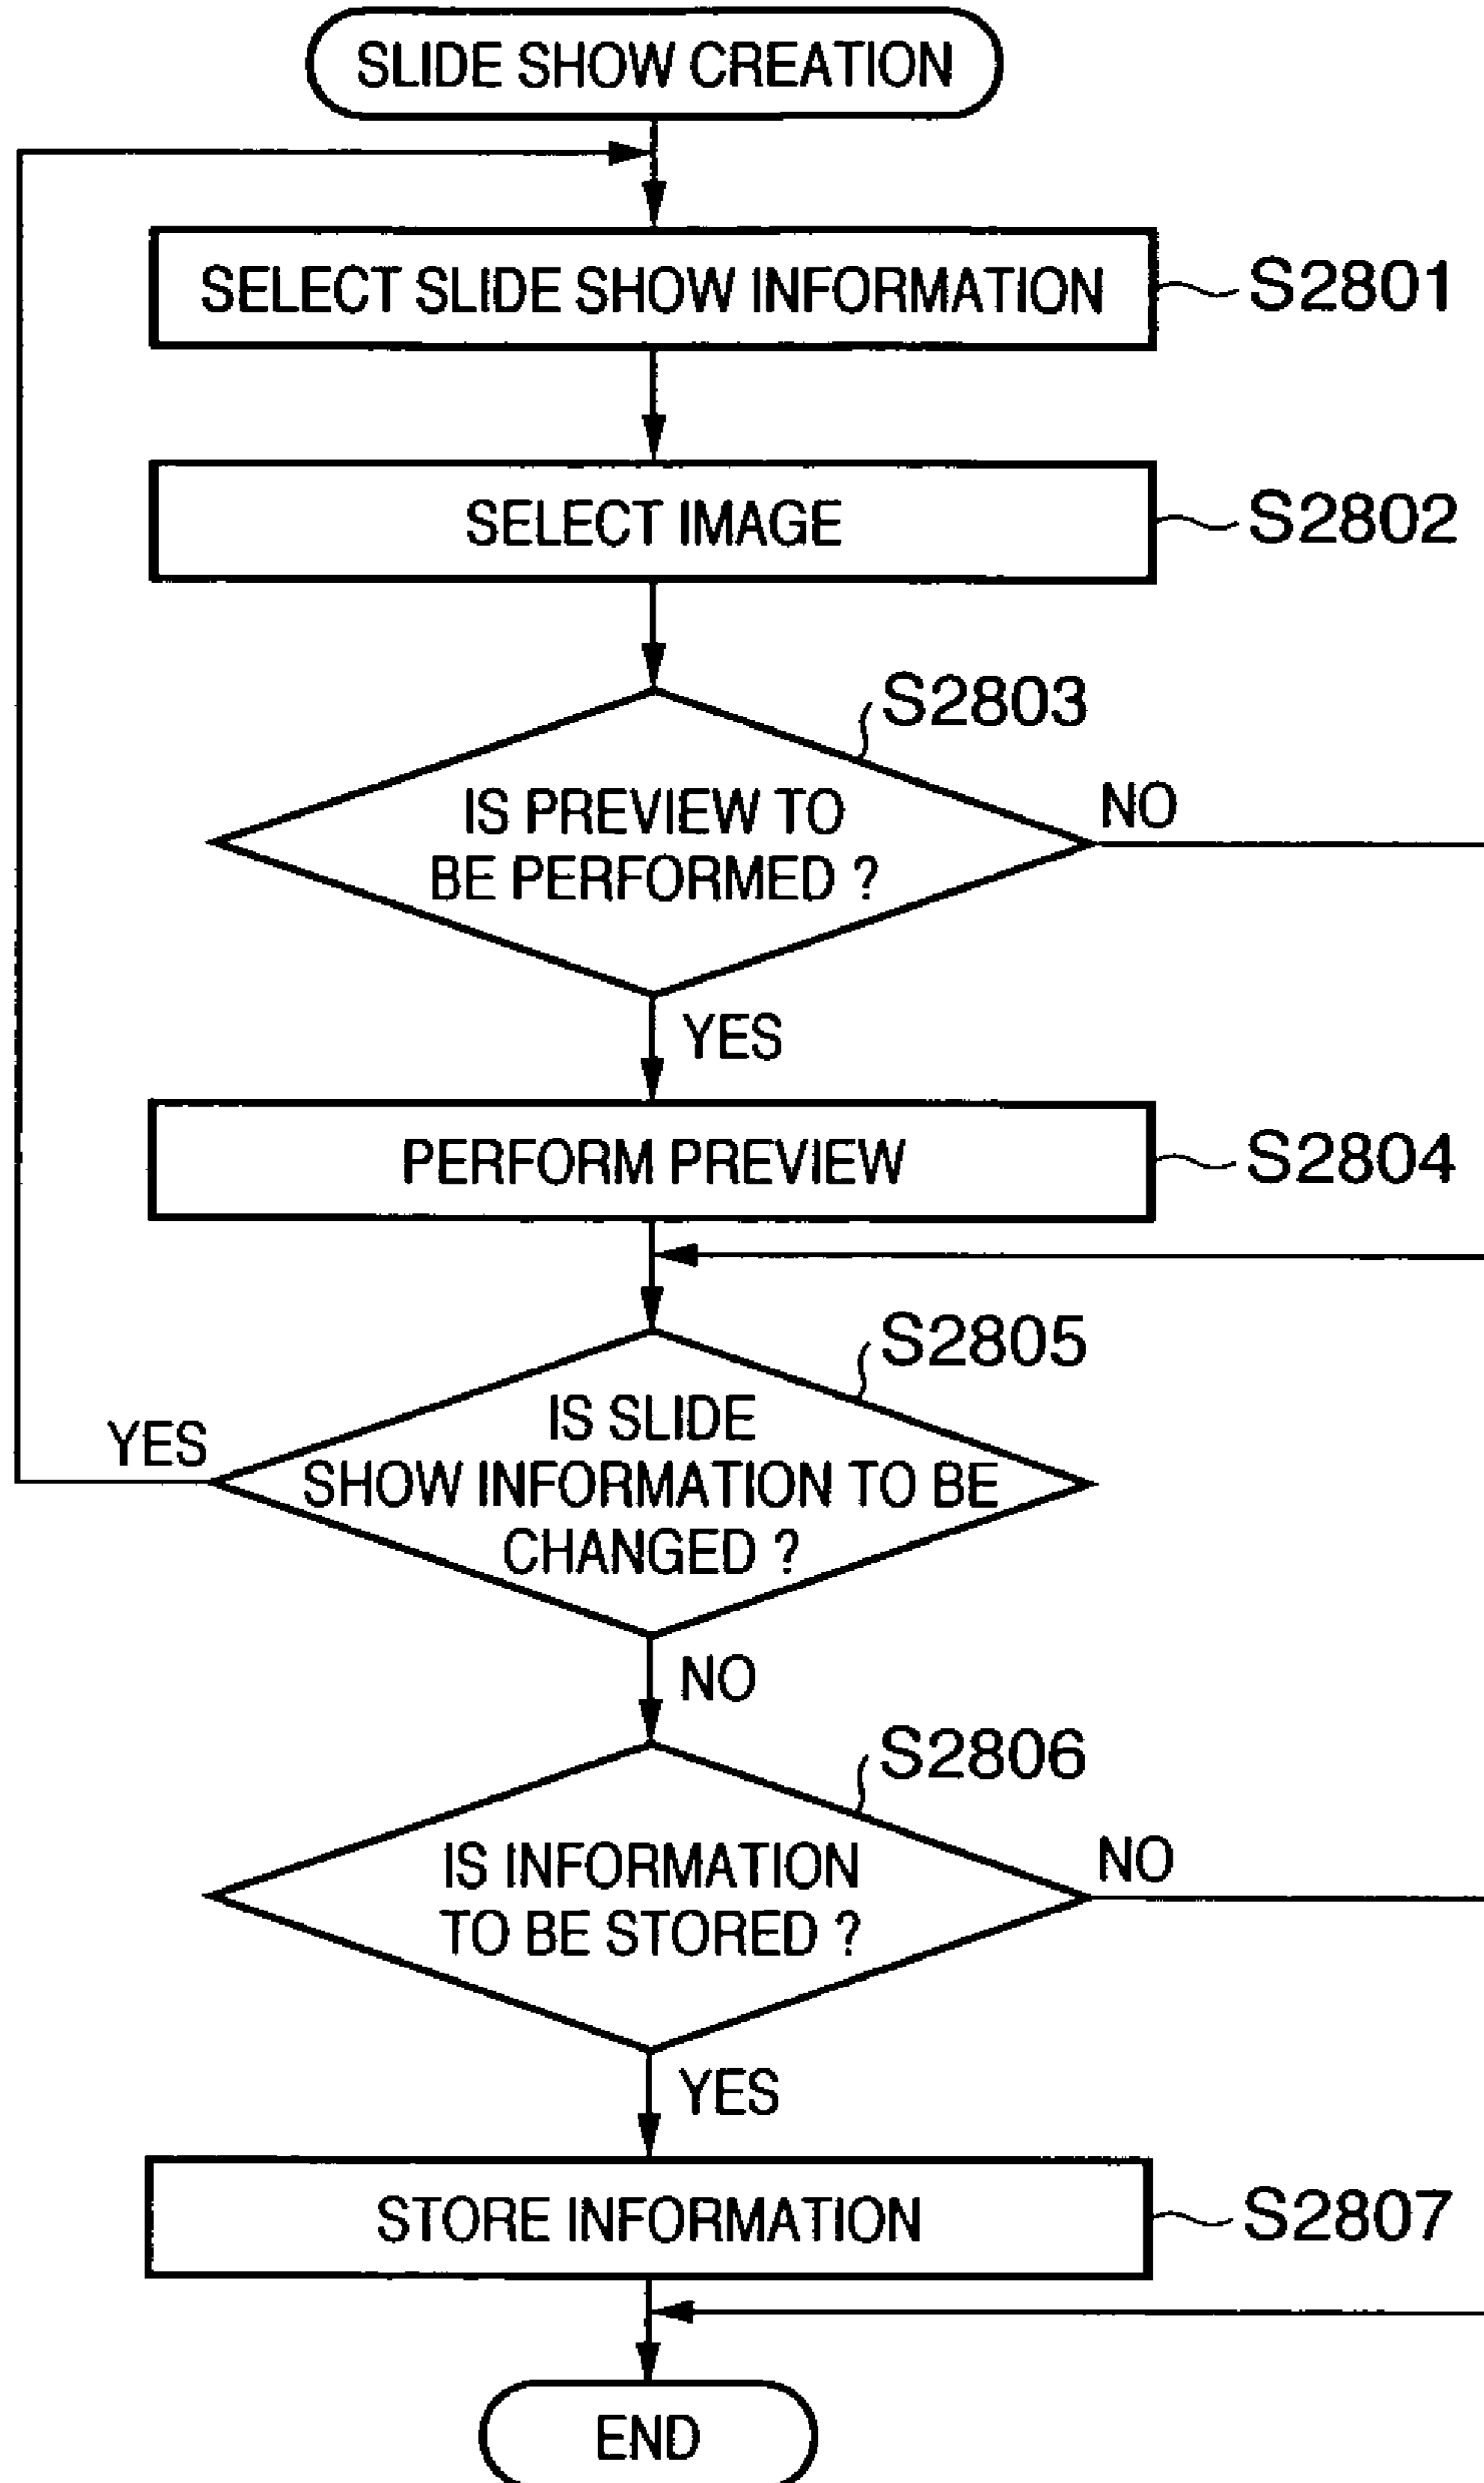 SLIDE SHOW CREATION
SELECT SLIDE SHOW INFORMATION
S2801
SELECT IMAGE
S2802
S2803
IS PREVIEW TO
BE PERFORMED ?
NO
YES
PERFORM PREVIEW
S2804
S2805
IS SLIDE
SHOW INFORMATION TO BE
CHANGED ?
YES
NO
S2806
IS INFORMATION
TO BE STORED ?
NO
YES
STORE INFORMATION
S2807
END